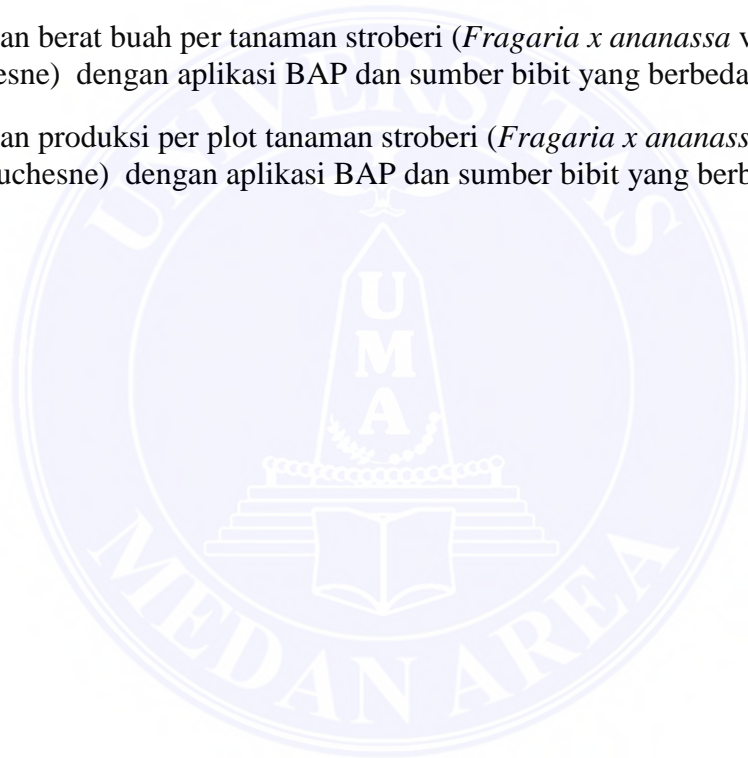 an berat buah per tanaman stroberi (Fragaria x ananassa v
esne) dengan aplikasi BAP dan sumber bibit yang berbeda
an produksi per plot tanaman stroberi (Fragaria x ananass
uchesne) dengan aplikasi BAP dan sumber bibit yang berb
UNIVERSITAS
U
M
A
MEDAN AREA